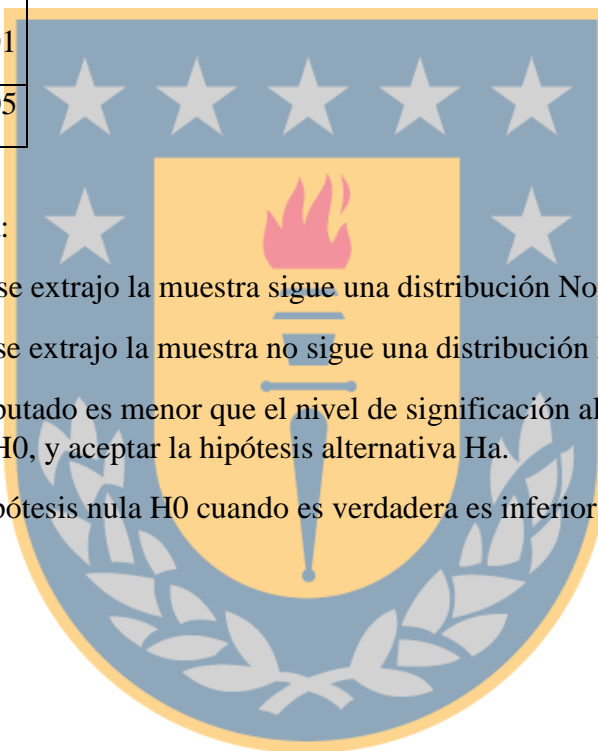 01
05
:
se extrajo la muestra sigue una distribución No
se extrajo la muestra no sigue una distribución
putado es menor que el nivel de significación al
H0, y aceptar la hipótesis alternativa Ha.
pótesis nula H0 cuando es verdadera es inferior